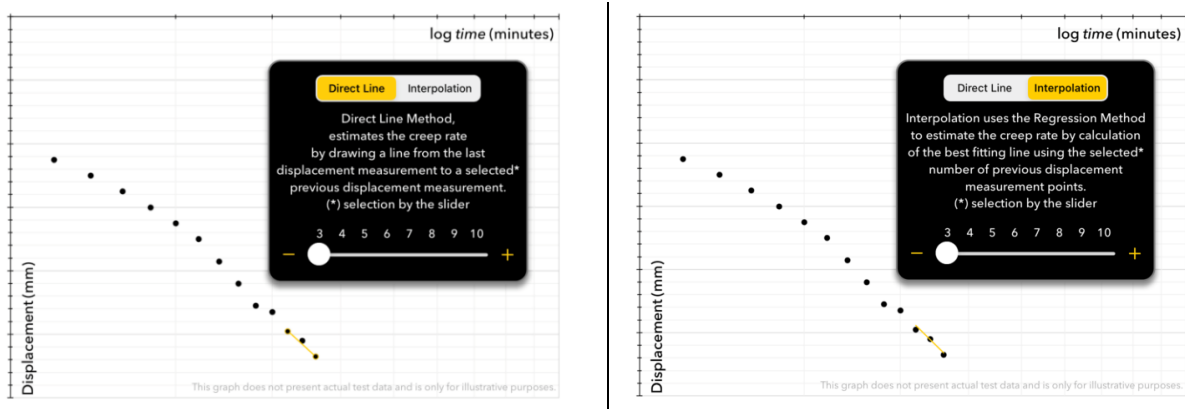 log time (minutes)
Direct Line Interpolation
Direct Line Method,
estimates the creep rate
by drawing a line from the last
displacement measurement to a selected*
previous displacement measurement.
(*) selection by the slider
3 4 5 6 7 8 9 10
− +
Displacement (mm)
This graph does not present actual test data and is only for illustrative purposes.
log time (minutes)
Direct Line Interpolation
Interpolation uses the Regression Method
to estimate the creep rate by calculation
of the best fitting line using the selected*
number of previous displacement
measurement points.
(*) selection by the slider
3 4 5 6 7 8 9 10
− +
Displacement (mm)
This graph does not present actual test data and is only for illustrative purposes.